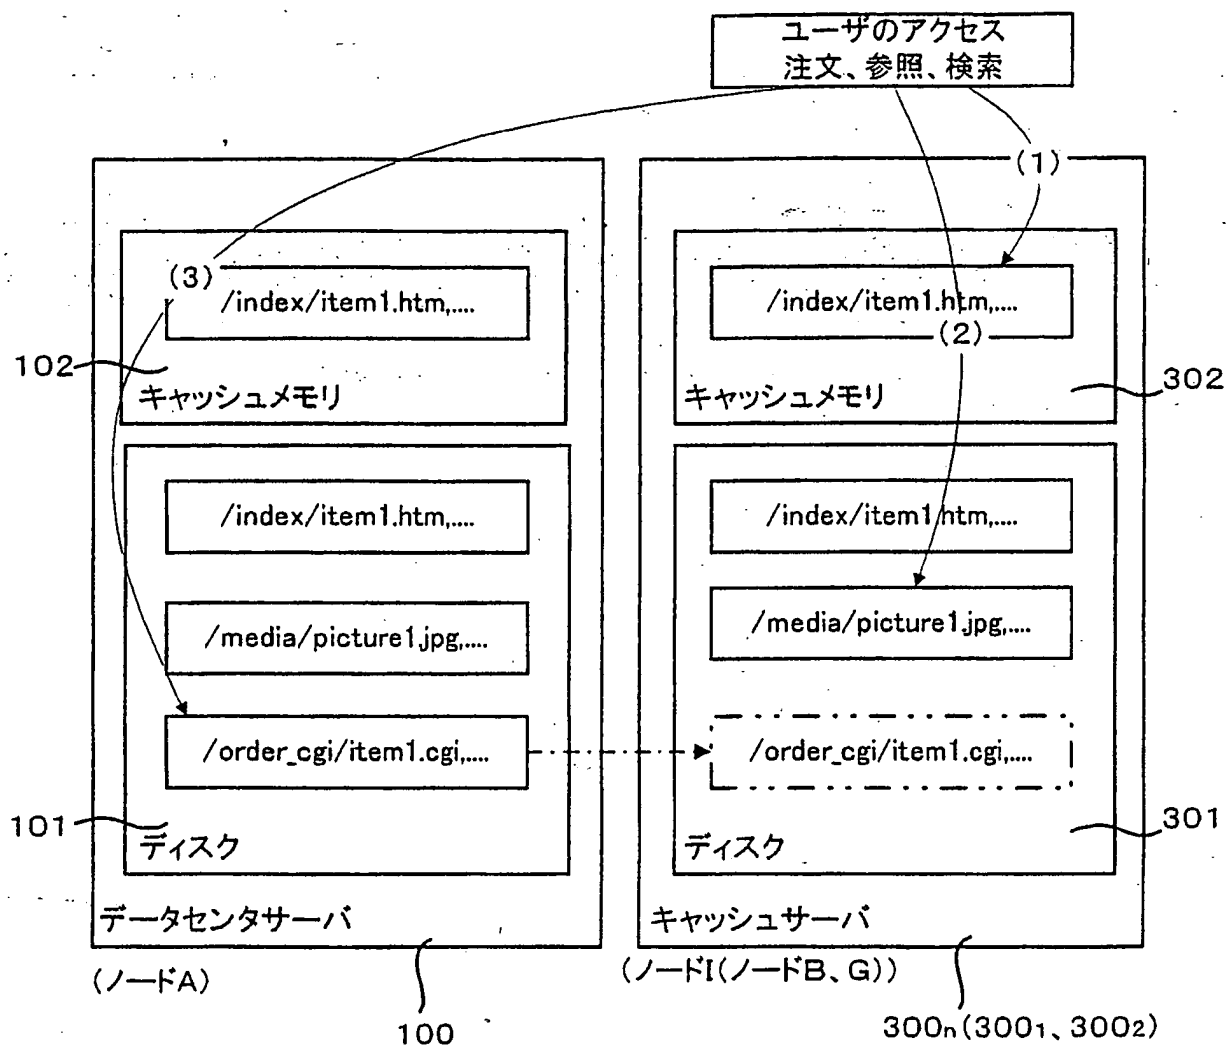 ユーザのアクセス
注文、参照、検索
(1)
(3)
/index/item1.htm,....
/index/item1.htm,....
(2)
102
キャッシュメモリ
キャッシュメモリ
302
/index/item1.htm,....
/index/item1.htm,....
/media/picture1.jpg,....
/media/picture1.jpg,....
/order_cgi/item1.cgi,....
/order_cgi/item1.cgi,....
101
ディスク
ディスク
301
データセンタサーバ
キャッシュサーバ
(ノードA)
(ノードI(ノードB、G))
100
300n(3001、3002)